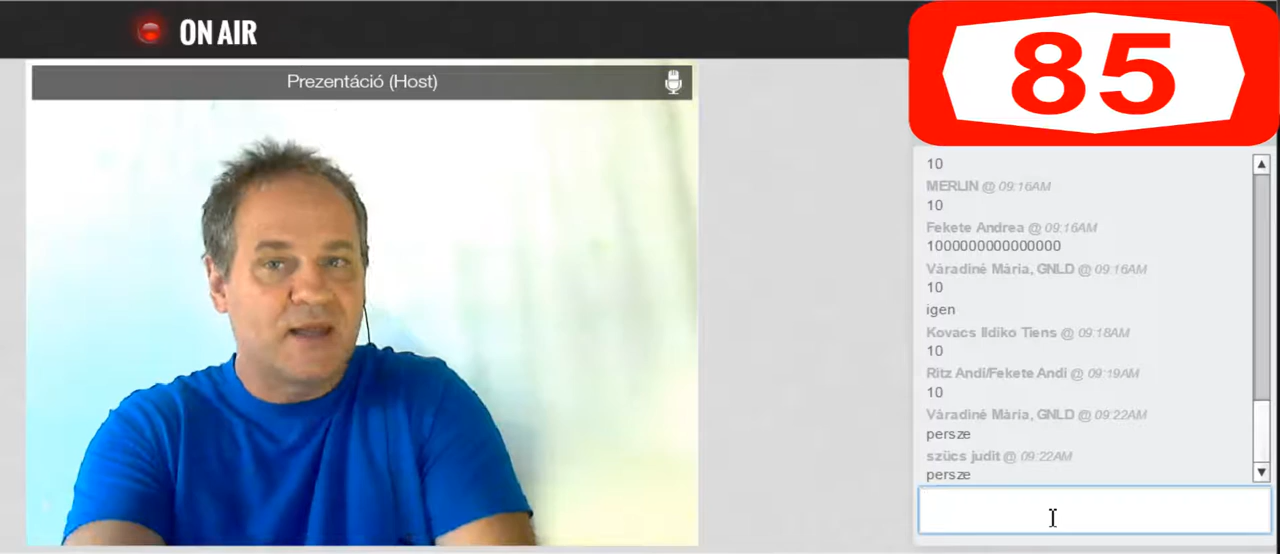 ON AIR
Prezentáció (Host)
85
10
MERLIN @ 09:16AM
10
Fekete Andrea @ 09:16AM
1000000000000000
Váradiné Mária, GNLD @ 09:16AM
10
igen
Kovacs Ildiko Tiens @ 09:18AM
10
Ritz Andi/Fekete Andi @ 09:19AM
10
Váradiné Mária, GNLD @ 09:22AM
persze
szücs judit @ 09:22AM
persze